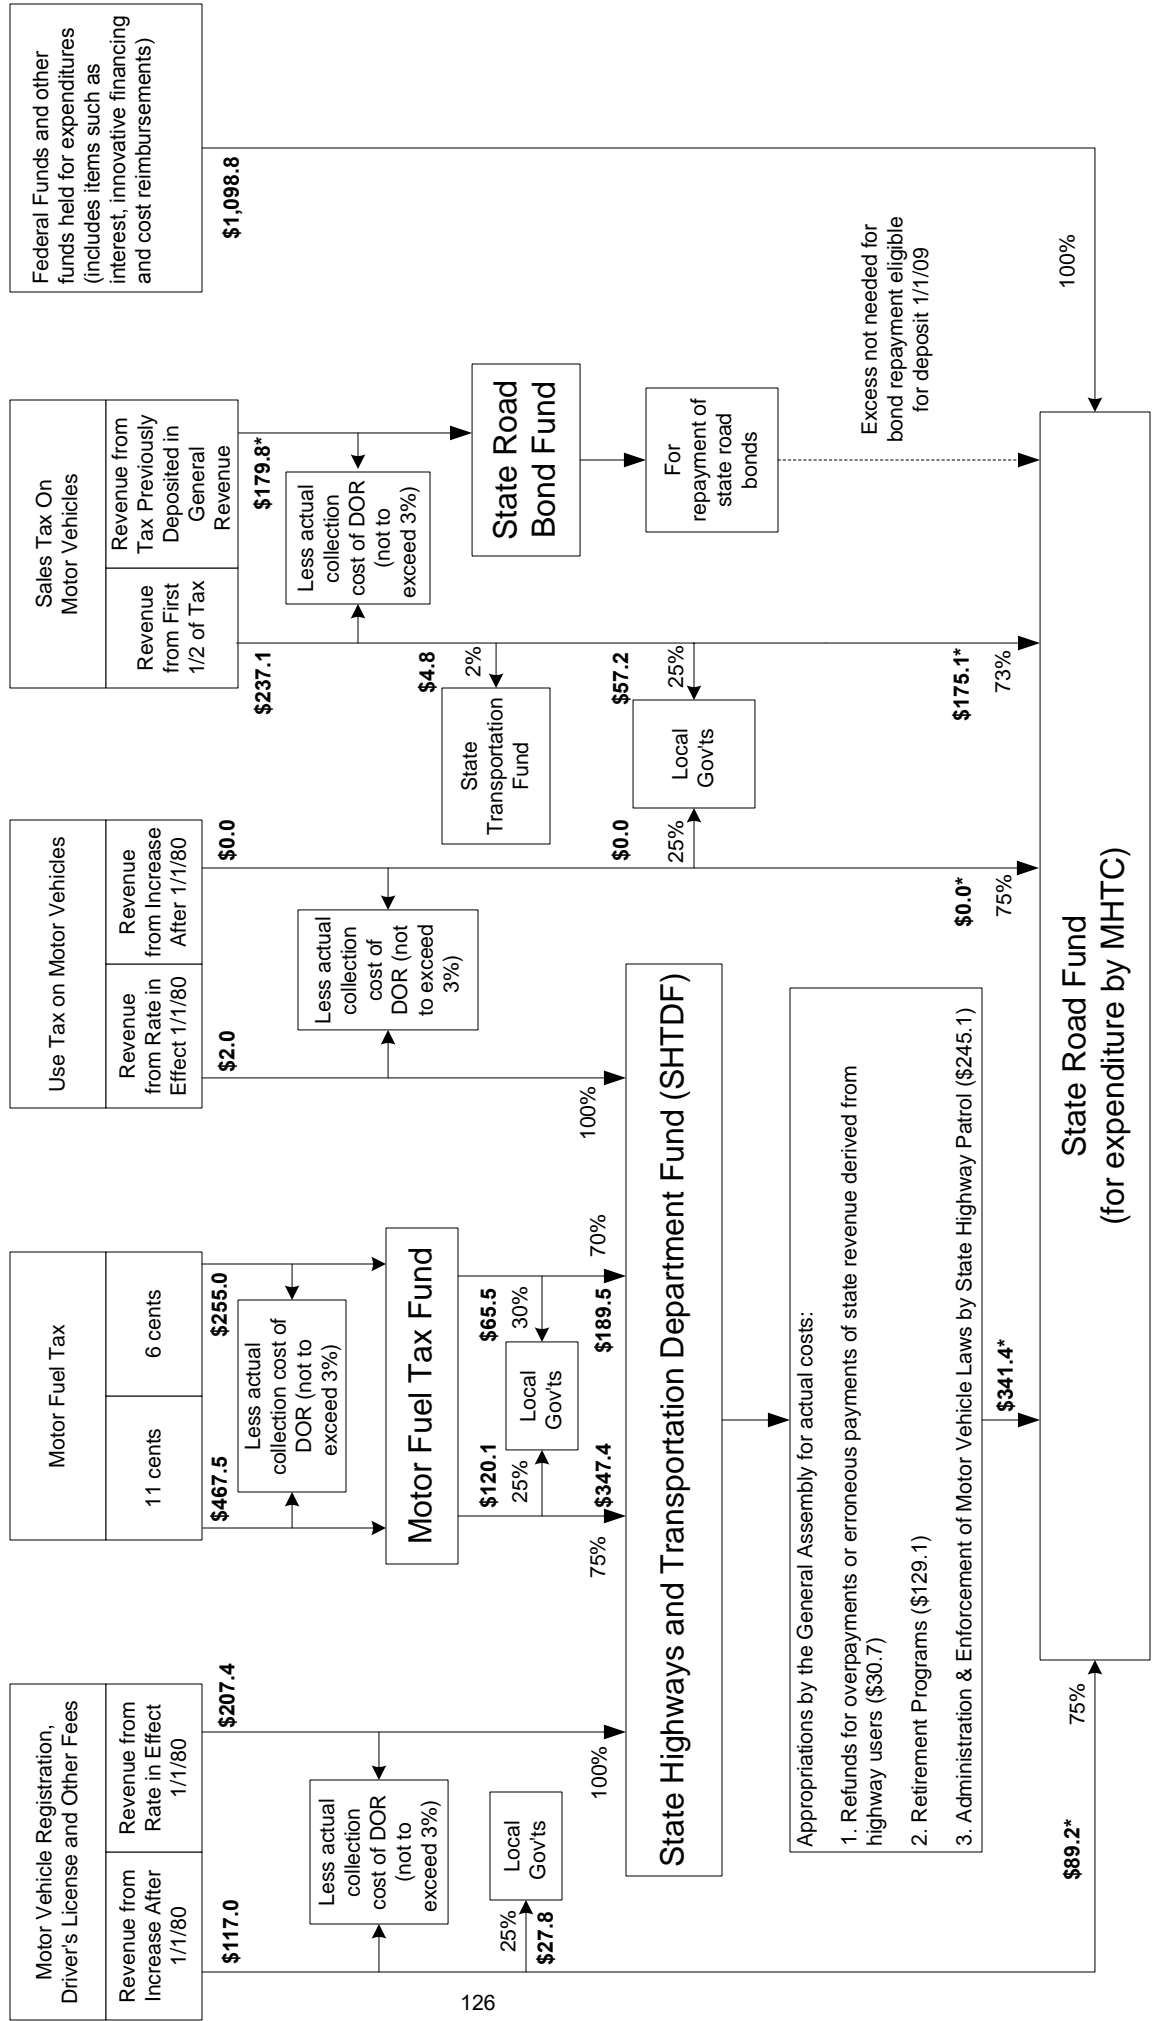 Motor Vehicle Registration,
Driver's License and Other Fees
Revenue from
Increase After
1/1/80
Revenue from
Rate in Effect
1/1/80
$117.0
$207.4
Less actual
collection
cost of DOR
(not to
exceed 3%)
25%
$27.8
Local
Gov'ts
100%
Motor Fuel Tax
11 cents
6 cents
$467.5
$255.0
Less actual
collection cost of
DOR (not to
exceed 3%)
Motor Fuel Tax Fund
$120.1
$65.5
25%
30%
Local
Gov'ts
$347.4
$189.5
75%
70%
Use Tax on Motor Vehicles
Revenue
from Rate in
Effect 1/1/80
Revenue
from Increase
After 1/1/80
$2.0
$0.0
Less actual
collection
cost of
DOR (not
to exceed
3%)
100%
$0.0
25%
$0.0*
75%
Sales Tax On
Motor Vehicles
Revenue
from First
1/2 of Tax
Revenue from
Tax Previously
Deposited in
General
Revenue
$237.1
$179.8*
Less actual
collection
cost of DOR
(not to
exceed 3%)
$4.8
2%
State
Transportation
Fund
$57.2
25%
Local
Gov'ts
$175.1*
73%
State Road
Bond Fund
For
repayment of
state road
bonds
Excess not needed for
bond repayment eligible
for deposit 1/1/09
Federal Funds and other
funds held for expenditures
(includes items such as
interest, innovative financing
and cost reimbursements)
$1,098.8
100%
State Highways and Transportation Department Fund (SHTDF)
Appropriations by the General Assembly for actual costs:
1. Refunds for overpayments or erroneous payments of state revenue derived from
highway users ($30.7)
2. Retirement Programs ($129.1)
3. Administration & Enforcement of Motor Vehicle Laws by State Highway Patrol ($245.1)
$341.4*
$89.2*
75%
State Road Fund
(for expenditure by MHTC)
126